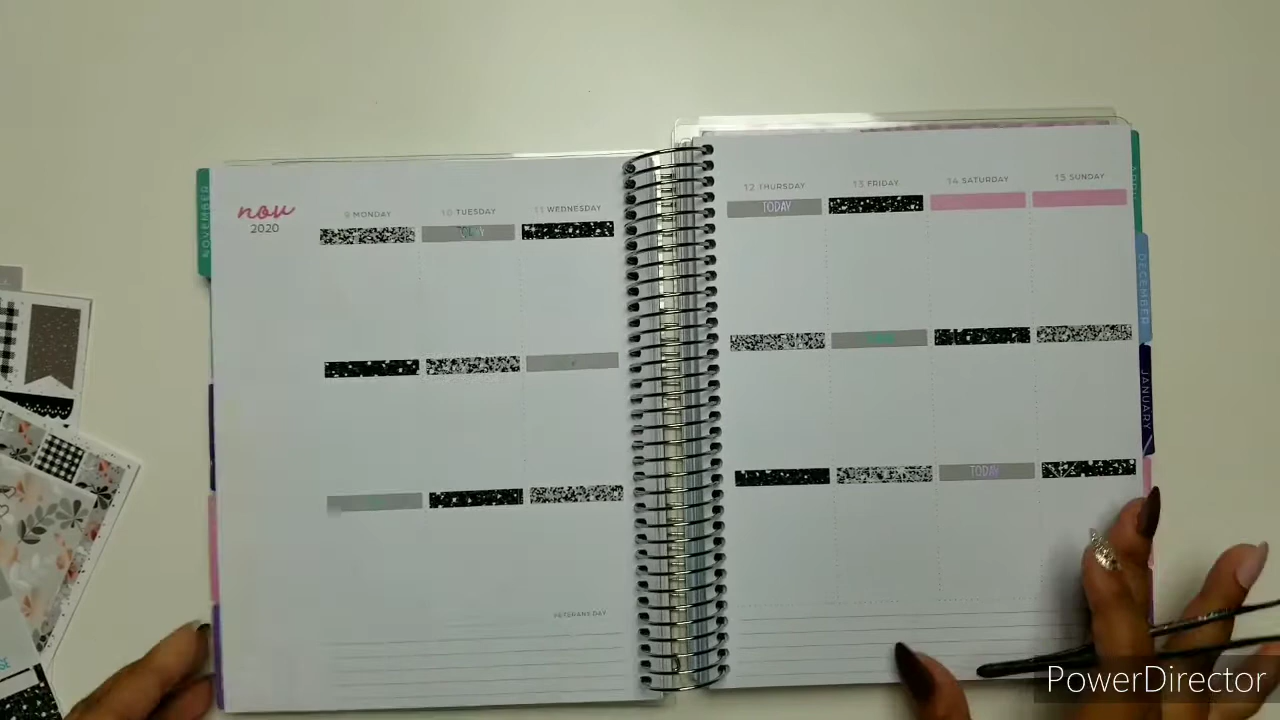 NOVEMBER
nov
2020
9 MONDAY
10 TUESDAY
11 WEDNESDAY
12 THURSDAY
13 FRIDAY
14 SATURDAY
15 SUNDAY
TODAY
TODAY
TODAY
VETERANS DAY
DECEMBER
JANUARY
PowerDirector